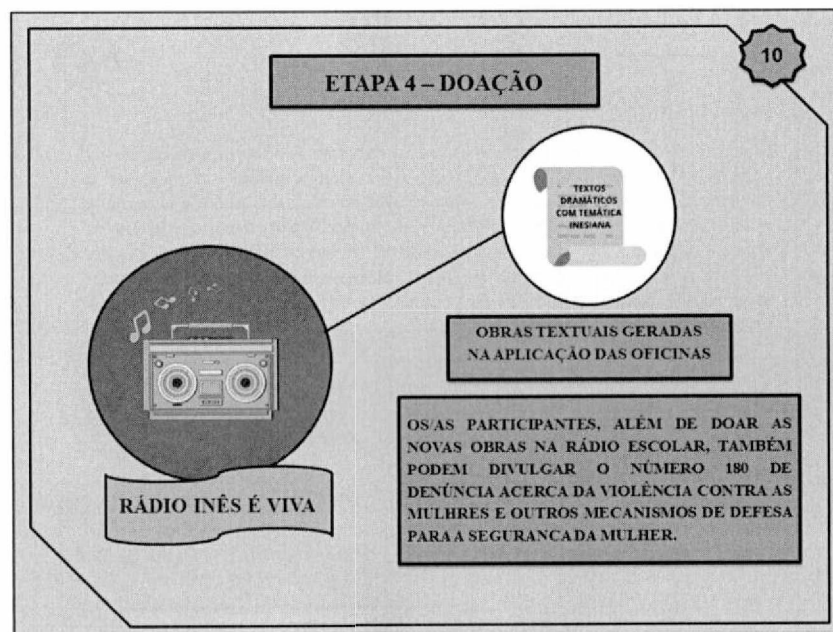 10
ETAPA 4 – DOAÇÃO
TEXTOS
DRAMÁTICOS
COM TEMÁTICA
INESIANA
OBRAS TEXTUAIS GERADAS
NA APLICAÇÃO DAS OFICINAS
OS/AS PARTICIPANTES, ALÉM DE DOAR AS
NOVAS OBRAS NA RÁDIO ESCOLAR, TAMBÉM
PODEM DIVULGAR O NÚMERO 180 DE
DENÚNCIA ACERCA DA VIOLÊNCIA CONTRA AS
MULHRES E OUTROS MECANISMOS DE DEFESA
PARA A SEGURANCA DA MULHER.
RÁDIO INÊS É VIVA